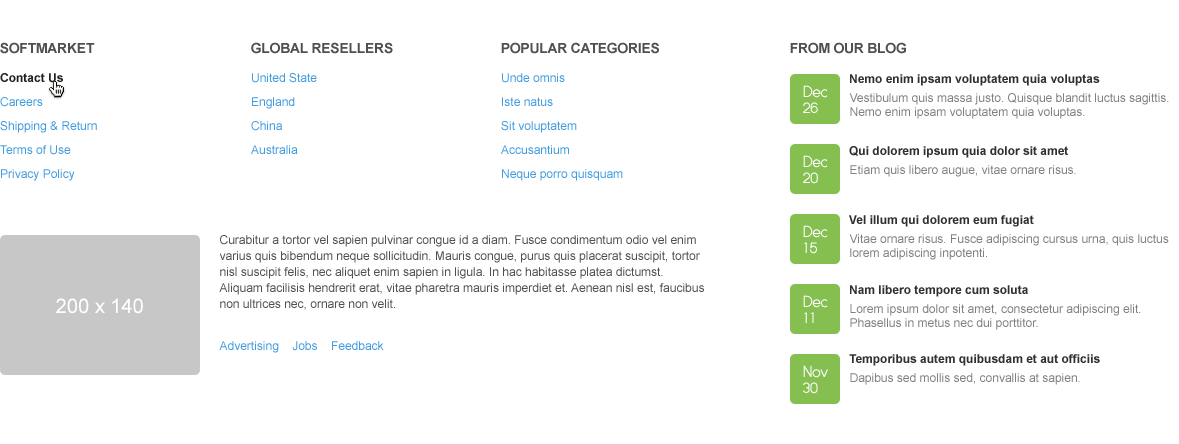 SOFTMARKET
Contact Us
Careers
Shipping & Return
Terms of Use
Privacy Policy
GLOBAL RESELLERS
United State
England
China
Australia
POPULAR CATEGORIES
Unde omnis
Iste natus
Sit voluptatem
Accusantium
Neque porro quisquam
200 x 140
Curabitur a tortor vel sapien pulvinar congue id a diam. Fusce condimentum odio vel enim
varius quis bibendum neque sollicitudin. Mauris congue, purus quis placerat suscipit, tortor
nisl suscipit felis, nec aliquet enim sapien in ligula. In hac habitasse platea dictumst.
Aliquam facilisis hendrerit erat, vitae pharetra mauris imperdiet et. Aenean nisl est, faucibus
non ultrices nec, ornare non velit.
Advertising Jobs Feedback
FROM OUR BLOG
Dec
26
Nemo enim ipsam voluptatem quia voluptas
Vestibulum quis massa justo. Quisque blandit luctus sagittis.
Nemo enim ipsam voluptatem quia voluptas.
Dec
20
Qui dolorem ipsum quia dolor sit amet
Etiam quis libero augue, vitae ornare risus.
Dec
15
Vel illum qui dolorem eum fugiat
Vitae ornare risus. Fusce adipiscing cursus urna, quis luctus
lorem adipiscing inpotenti.
Dec
11
Nam libero tempore cum soluta
Lorem ipsum dolor sit amet, consectetur adipiscing elit.
Phasellus in metus nec dui porttitor.
Nov
30
Temporibus autem quibusdam et aut officiis
Dapibus sed mollis sed, convallis at sapien.